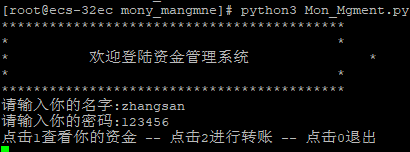 [root@ecs-32ec mony_mangmne]# python3 Mon_Mgment.py
******************************************
* *
* 欢迎登陆资金管理系统 *
* *
******************************************
请输入你的名字:zhangsan
请输入你的密码:123456
点击1查看你的资金 -- 点击2进行转账 -- 点击0退出